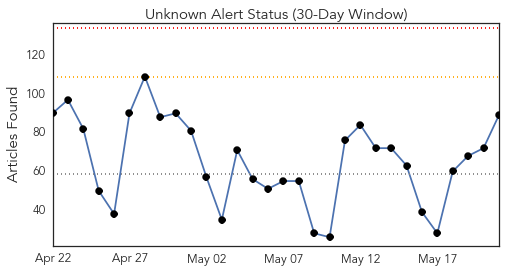 Unknown Alert Status (30-Day Window)
Articles Found
120
100
80
60
40
Apr 22 Apr 27 May 02 May 07 May 12 May 17